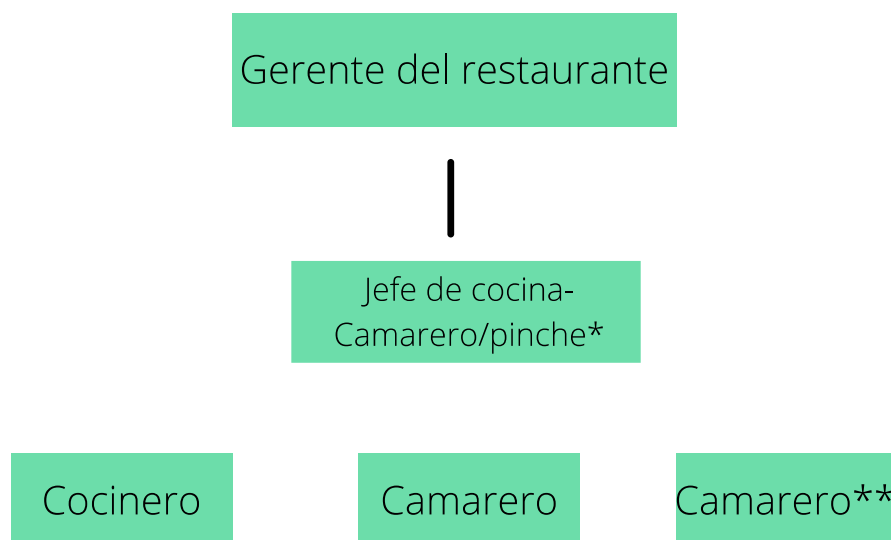 Gerente del restaurante
Jefe de cocina-
Camarero/pinche*
Cocinero
Camarero
Camarero**